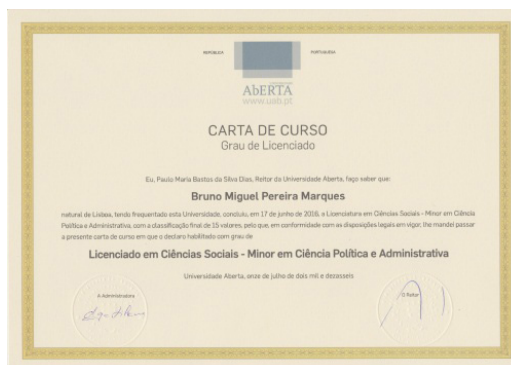 REPÚBLICA PORTUGUESA
AbERTA
www.uab.pt
CARTA DE CURSO
Grau de Licenciado
Eu, Paulo Maria Bastos da Silva Dias, Reitor da Universidade Aberta, faço saber que:
Bruno Miguel Pereira Marques
natural de Lisboa, tendo frequentado esta Universidade, concluiu, em 17 de junho de 2016, a Licenciatura em Ciências Sociais - Minor em Ciência
Política e Administrativa, com a classificação final de 15 valores, pelo que, em conformidade com as disposições legais em vigor, lhe mandei passar
a presente carta de curso em que o declaro habilitado com grau de
Licenciado em Ciências Sociais - Minor em Ciência Política e Administrativa
Universidade Aberta, onze de julho de dois mil e dezasseis
A Administradora
O Reitor